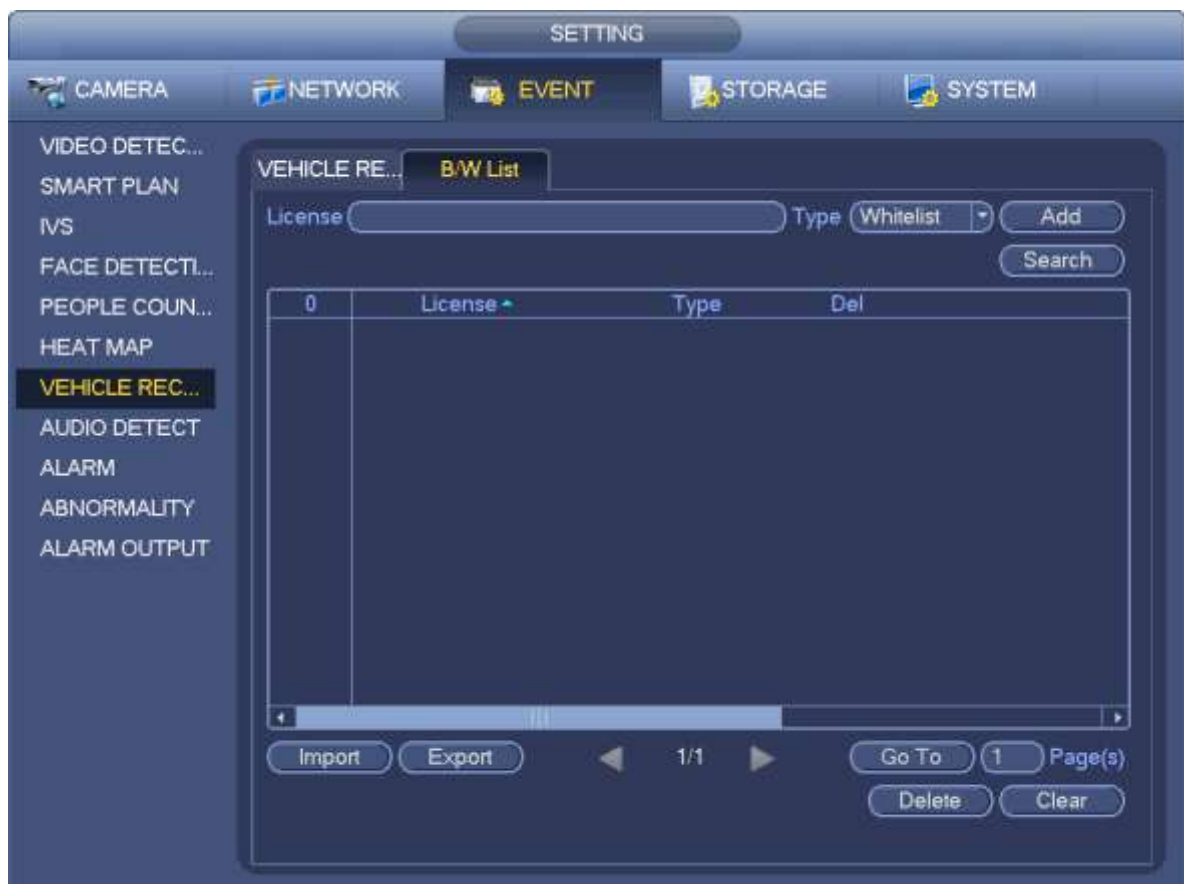 SETTING
CAMERA NETWORK EVENT STORAGE SYSTEM
VIDEO DETEC...
SMART PLAN
IVS
FACE DETECTI...
PEOPLE COUN...
HEAT MAP
VEHICLE REC...
AUDIO DETECT
ALARM
ABNORMALITY
ALARM OUTPUT
VEHICLE RE... B/W List
License Type Whitelist Add
Search
0 License Type Del
Import Export 1/1 Go To 1 Page(s)
Delete Clear